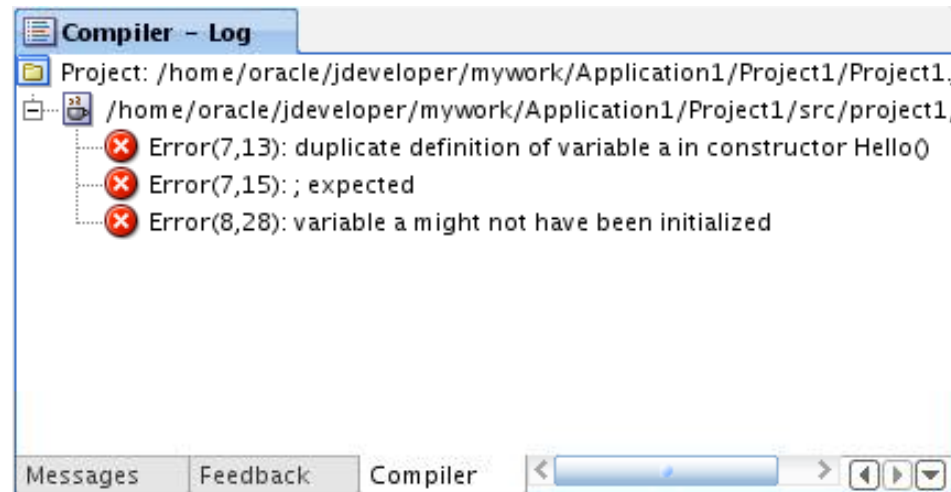 Compiler - Log
Project: /home/oracle/jdeveloper/mywork/Application1/Project1/Project1.
/home/oracle/jdeveloper/mywork/Application1/Project1/src/project1/
Error(7,13): duplicate definition of variable a in constructor Hello()
Error(7,15): ; expected
Error(8,28): variable a might not have been initialized
Messages Feedback Compiler